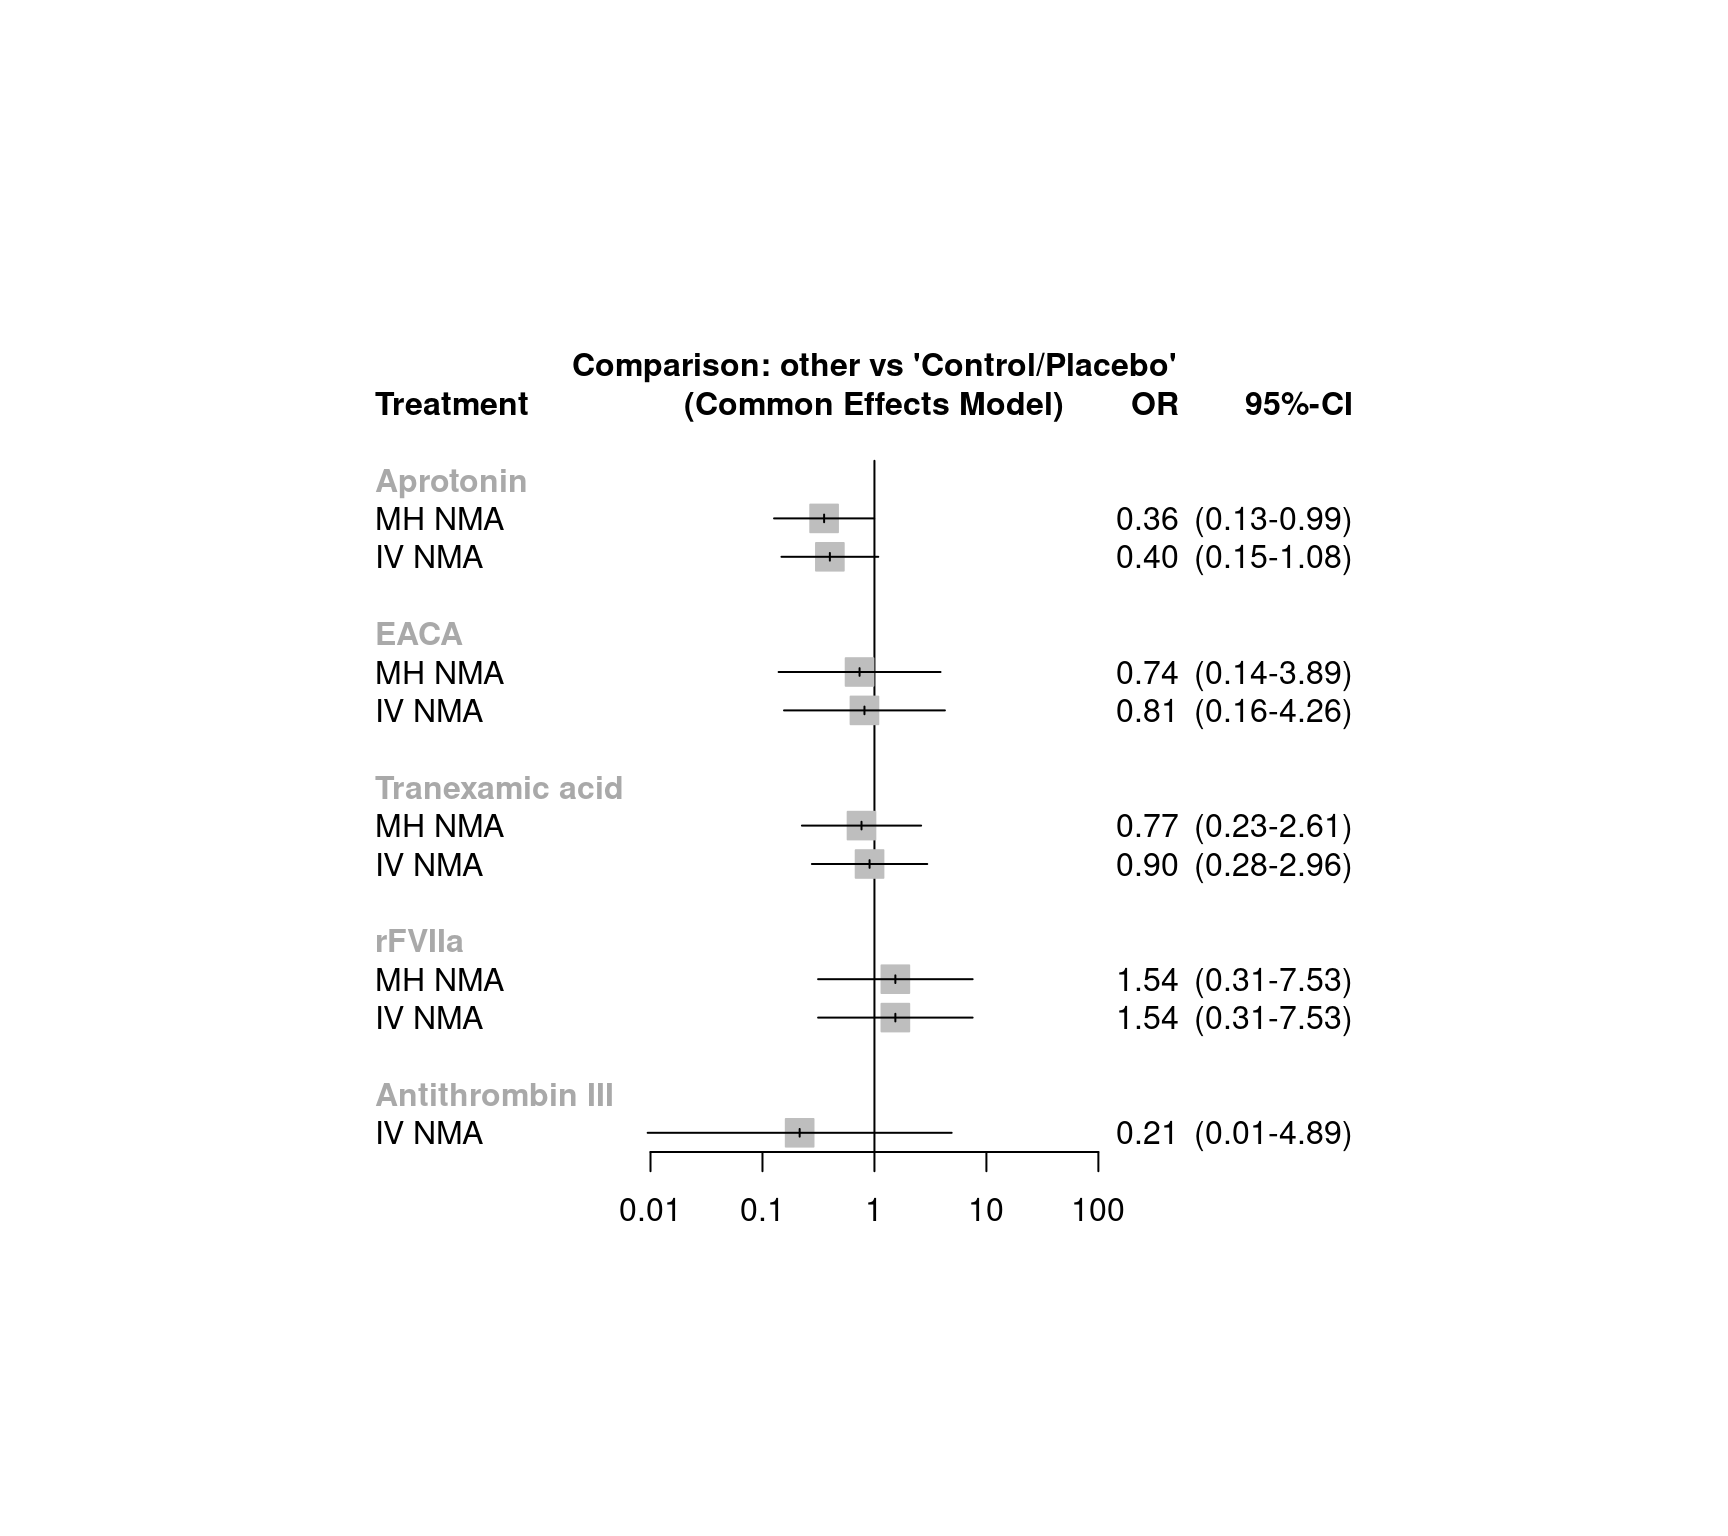 Comparison: other vs 'Control/Placebo'
Treatment (Common Effects Model) OR 95%-CI
Aprotonin
MH NMA 0.36 (0.13-0.99)
IV NMA 0.40 (0.15-1.08)
EACA
MH NMA 0.74 (0.14-3.89)
IV NMA 0.81 (0.16-4.26)
Tranexamic acid
MH NMA 0.77 (0.23-2.61)
IV NMA 0.90 (0.28-2.96)
rFVIIa
MH NMA 1.54 (0.31-7.53)
IV NMA 1.54 (0.31-7.53)
Antithrombin III
IV NMA 0.21 (0.01-4.89)
0.01 0.1 1 10 100